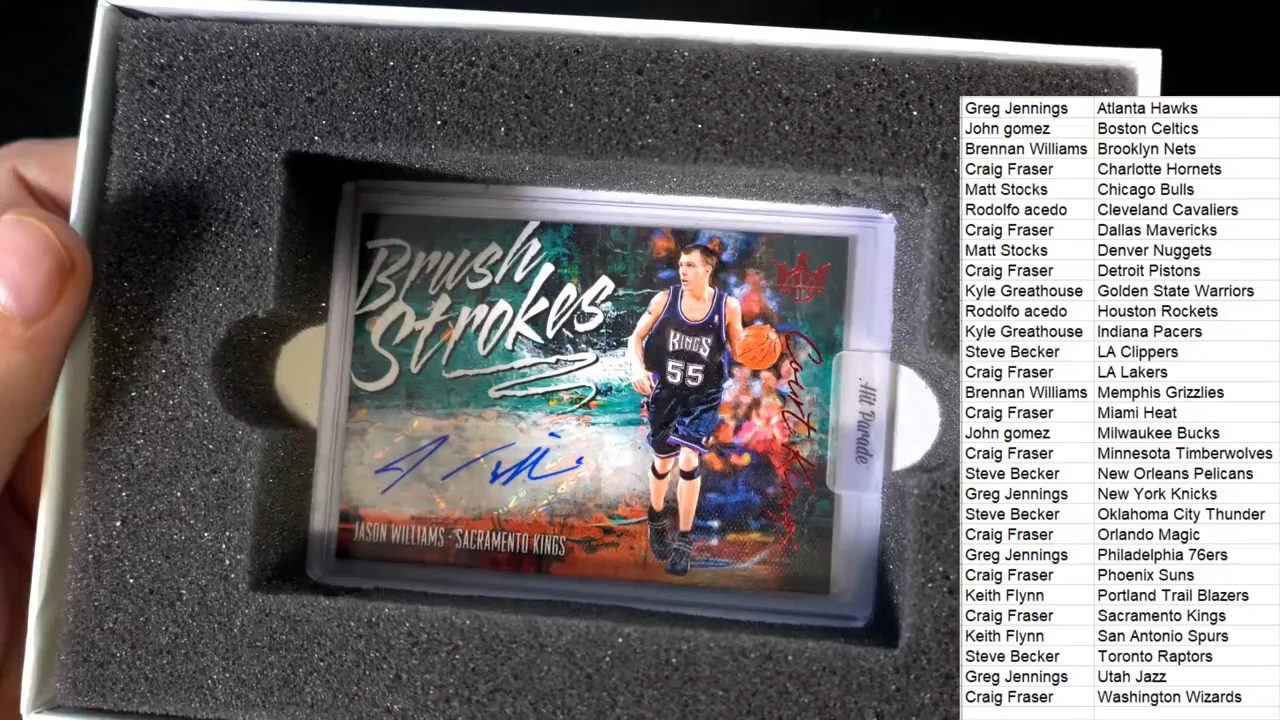 Brush
Strokes
KINGS
55
Court Kings
Hit Parade
JASON WILLIAMS - SACRAMENTO KINGS
Greg Jennings Atlanta Hawks
John gomez Boston Celtics
Brennan Williams Brooklyn Nets
Craig Fraser Charlotte Hornets
Matt Stocks Chicago Bulls
Rodolfo acedo Cleveland Cavaliers
Craig Fraser Dallas Mavericks
Matt Stocks Denver Nuggets
Craig Fraser Detroit Pistons
Kyle Greathouse Golden State Warriors
Rodolfo acedo Houston Rockets
Kyle Greathouse Indiana Pacers
Steve Becker LA Clippers
Craig Fraser LA Lakers
Brennan Williams Memphis Grizzlies
Craig Fraser Miami Heat
John gomez Milwaukee Bucks
Craig Fraser Minnesota Timberwolves
Steve Becker New Orleans Pelicans
Greg Jennings New York Knicks
Steve Becker Oklahoma City Thunder
Craig Fraser Orlando Magic
Greg Jennings Philadelphia 76ers
Craig Fraser Phoenix Suns
Keith Flynn Portland Trail Blazers
Craig Fraser Sacramento Kings
Keith Flynn San Antonio Spurs
Steve Becker Toronto Raptors
Greg Jennings Utah Jazz
Craig Fraser Washington Wizards